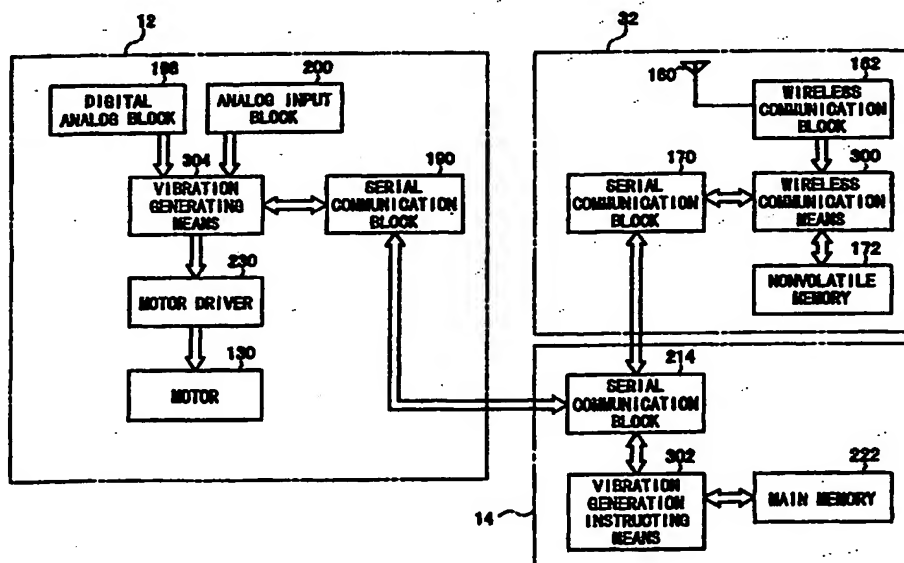 12
198
DIGITAL
ANALOG BLOCK
200
ANALOG INPUT
BLOCK
304
VIBRATION
GENERATING
MEANS
190
SERIAL
COMMUNICATION
BLOCK
230
MOTOR DRIVER
130
MOTOR
32
160
162
WIRELESS
COMMUNICATION
BLOCK
170
SERIAL
COMMUNICATION
BLOCK
300
WIRELESS
COMMUNICATION
MEANS
172
NONVOLATILE
MEMORY
214
SERIAL
COMMUNICATION
BLOCK
302
VIBRATION
GENERATION
INSTRUCTING
MEANS
222
MAIN MEMORY
14